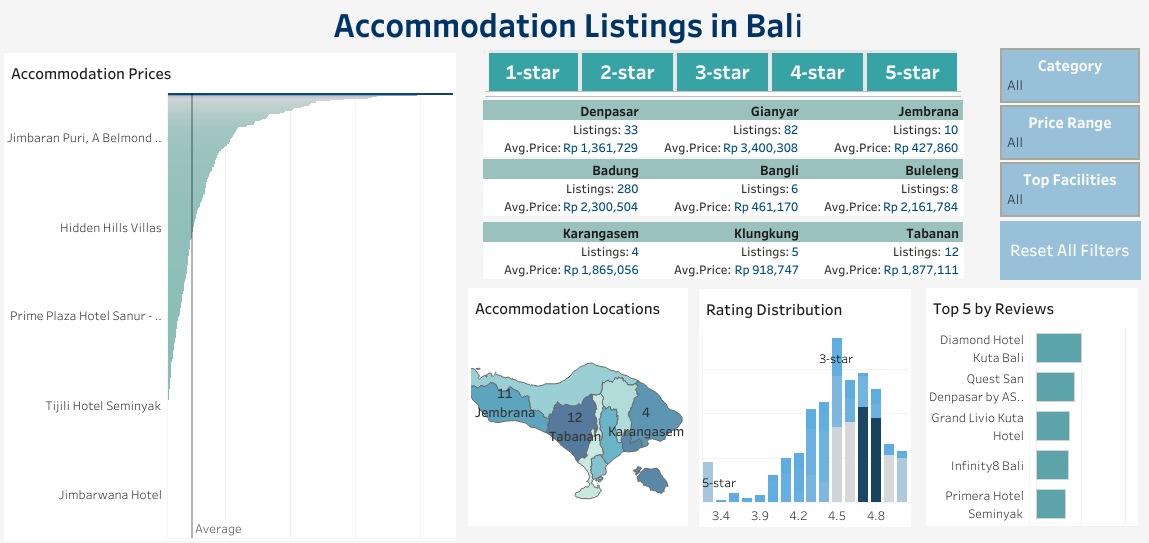 Accommodation Listings in Bali
Accommodation Prices
Jimbaran Puri, A Belmond ..
Hidden Hills Villas
Prime Plaza Hotel Sanur - ..
Tijili Hotel Seminyak
Jimbarwana Hotel
Average
1-star 2-star 3-star 4-star 5-star
Denpasar Gianyar Jembrana
Listings: 33 Listings: 82 Listings: 10
Avg.Price: Rp 1,361,729 Avg.Price: Rp 3,400,308 Avg.Price: Rp 427,860
Badung Bangli Buleleng
Listings: 280 Listings: 6 Listings: 8
Avg.Price: Rp 2,300,504 Avg.Price: Rp 461,170 Avg.Price: Rp 2,161,784
Karangasem Klungkung Tabanan
Listings: 4 Listings: 5 Listings: 12
Avg.Price: Rp 1,865,056 Avg.Price: Rp 918,747 Avg.Price: Rp 1,877,111
Category
All
Price Range
All
Top Facilities
All
Reset All Filters
Accommodation Locations
11
Jembrana
12
Tabanan
4
Karangasem
Rating Distribution
3-star
5-star
3.4 3.9 4.2 4.5 4.8
Top 5 by Reviews
Diamond Hotel
Kuta Bali
Quest San
Denpasar by AS..
Grand Livio Kuta
Hotel
Infinity8 Bali
Primera Hotel
Seminyak